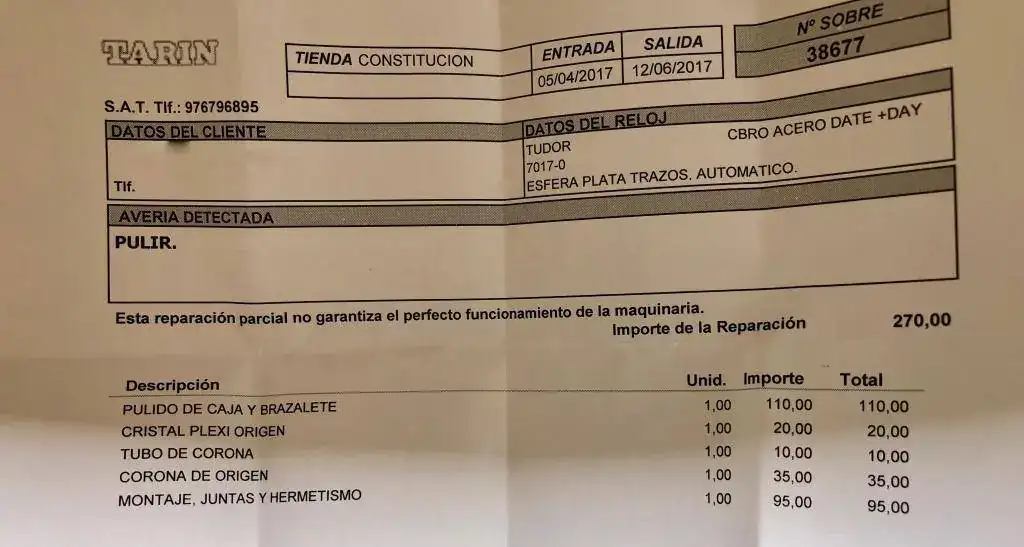 TARIN
TIENDA CONSTITUCION
ENTRADA
SALIDA
05/04/2017
12/06/2017
Nº SOBRE
38677
S.A.T. Tlf.: 976796895
DATOS DEL CLIENTE
Tlf.
DATOS DEL RELOJ
TUDOR CBRO ACERO DATE +DAY
7017-0
ESFERA PLATA TRAZOS. AUTOMATICO.
AVERIA DETECTADA
PULIR.
Esta reparación parcial no garantiza el perfecto funcionamiento de la maquinaria.
Importe de la Reparación 270,00
Descripción Unid. Importe Total
PULIDO DE CAJA Y BRAZALETE 1,00 110,00 110,00
CRISTAL PLEXI ORIGEN 1,00 20,00 20,00
TUBO DE CORONA 1,00 10,00 10,00
CORONA DE ORIGEN 1,00 35,00 35,00
MONTAJE, JUNTAS Y HERMETISMO 1,00 95,00 95,00